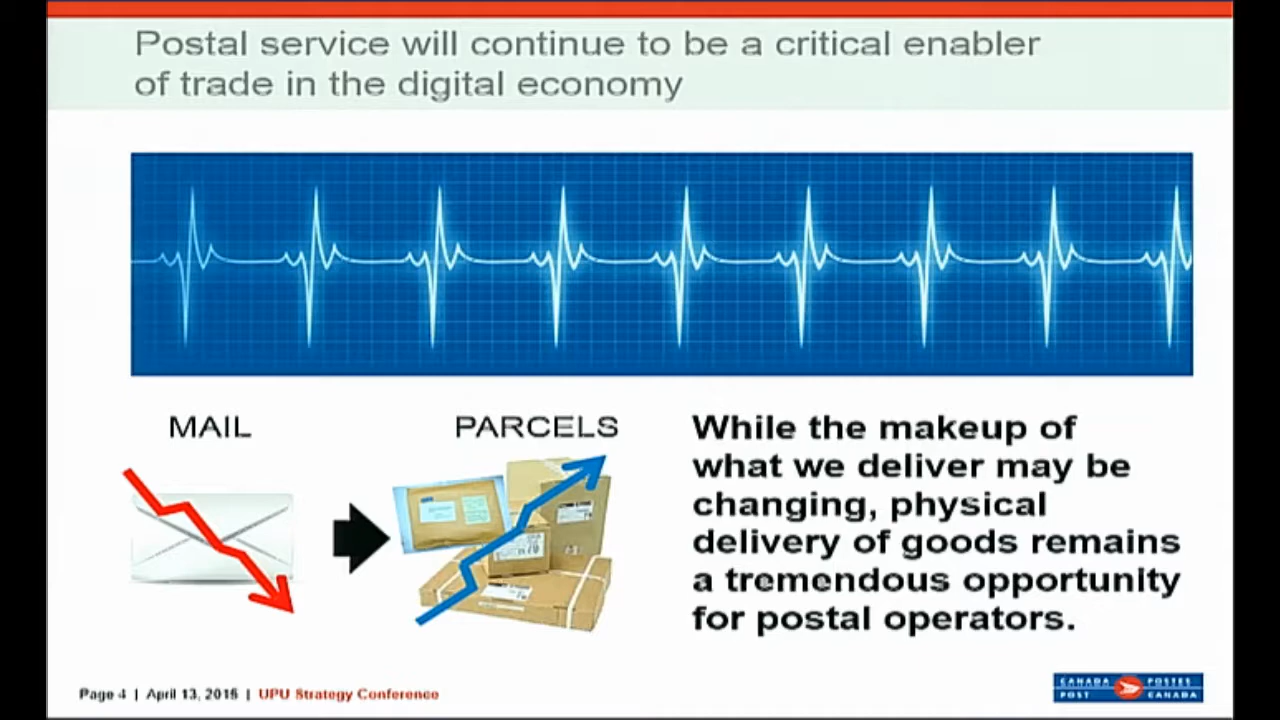 Postal service will continue to be a critical enabler
of trade in the digital economy
MAIL
PARCELS
While the makeup of
what we deliver may be
changing, physical
delivery of goods remains
a tremendous opportunity
for postal operators.
Page 4 | April 13, 2015 | UPU Strategy Conference
CANADA POSTES
POST CANADA